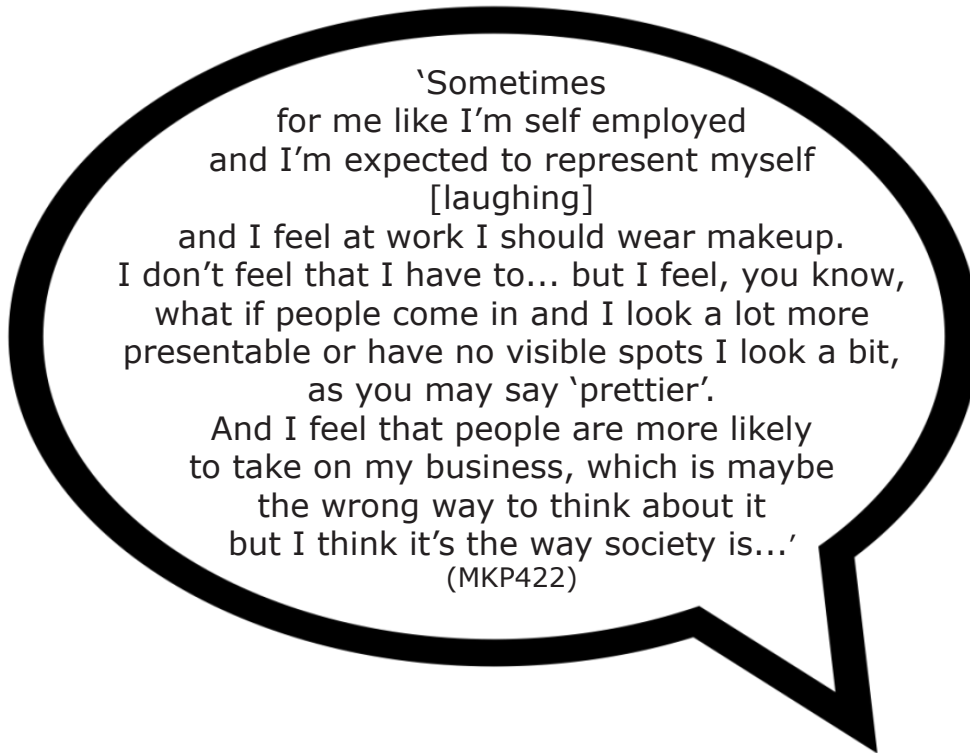 ‘Sometimes
for me like I’m self employed
and I’m expected to represent myself
[laughing]
and I feel at work I should wear makeup.
I don’t feel that I have to... but I feel, you know,
what if people come in and I look a lot more
presentable or have no visible spots I look a bit,
as you may say ‘prettier’.
And I feel that people are more likely
to take on my business, which is maybe
the wrong way to think about it
but I think it’s the way society is...’
(MKP422)